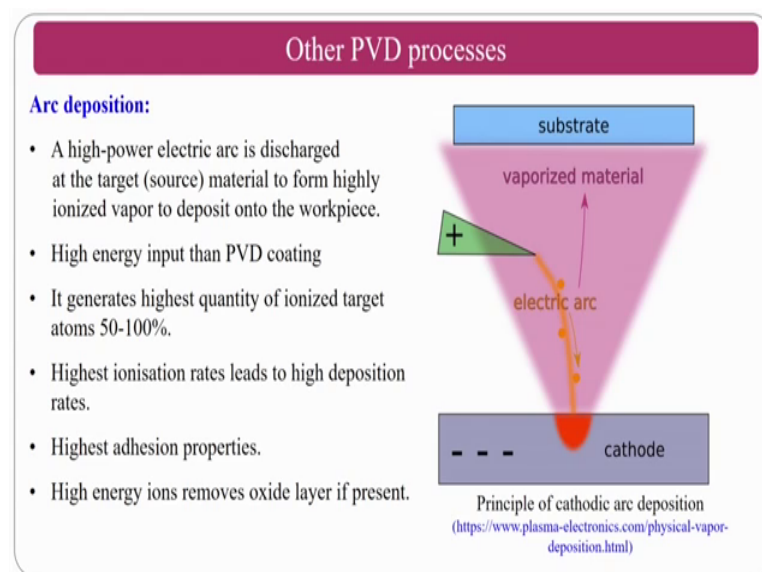 Other PVD processes
Arc deposition:
• A high-power electric arc is discharged
at the target (source) material to form highly
ionized vapor to deposit onto the workpiece.
• High energy input than PVD coating
• It generates highest quantity of ionized target
atoms 50-100%.
• Highest ionisation rates leads to high deposition
rates.
• Highest adhesion properties.
• High energy ions removes oxide layer if present.
substrate
vaporized material
+
electric arc
- - -
cathode
Principle of cathodic arc deposition
(https://www.plasma-electronics.com/physical-vapor-
deposition.html)